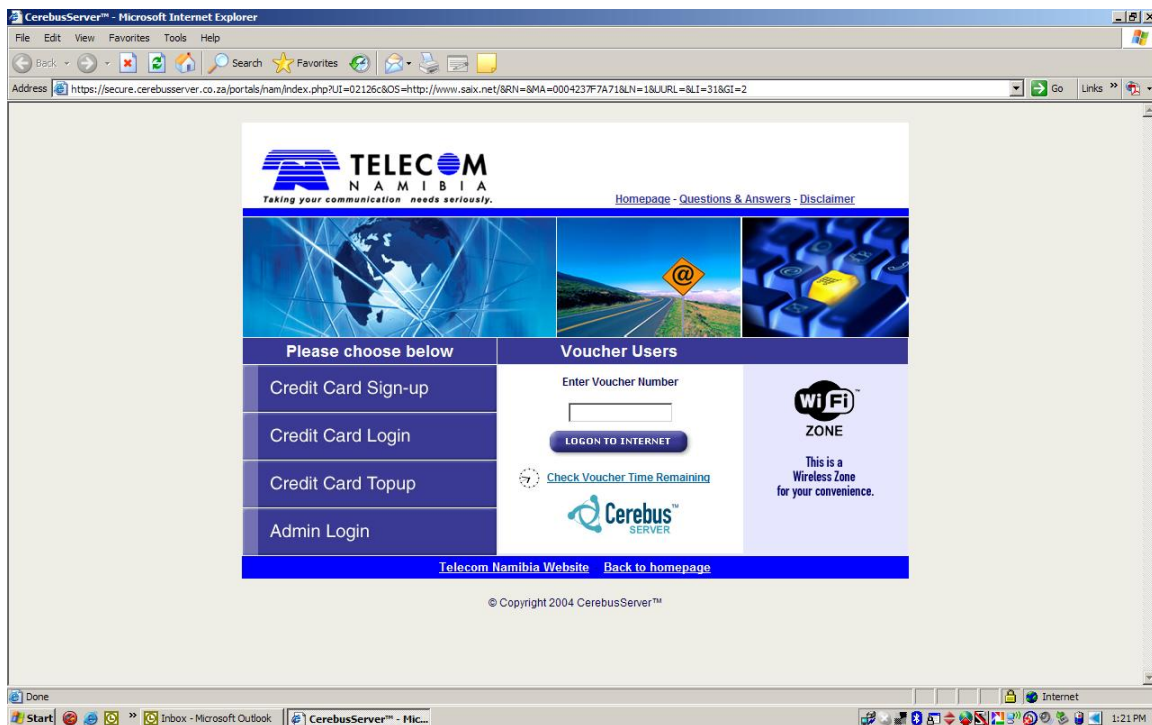 CerebusServer™ - Microsoft Internet Explorer
File Edit View Favorites Tools Help
Back Search Favorites
Address https://secure.cerebusserver.co.za/portals/nam/index.php?UI=02126c&OS=http://www.saix.net/&RN=&MA=0004237F7A71&LN=1&UURL=&LI=31&GI=2 Go Links »
TELECOM
NAMIBIA
Taking your communication needs seriously.
Homepage - Questions & Answers - Disclaimer
@
Please choose below
Credit Card Sign-up
Credit Card Login
Credit Card Topup
Admin Login
Voucher Users
Enter Voucher Number
LOGON TO INTERNET
Check Voucher Time Remaining
Cerebus™
SERVER
Wi Fi™
ZONE
This is a
Wireless Zone
for your convenience.
Telecom Namibia Website Back to homepage
© Copyright 2004 CerebusServer™
Done Internet
Start » Inbox - Microsoft Outlook CerebusServer™ - Mic... 1:21 PM